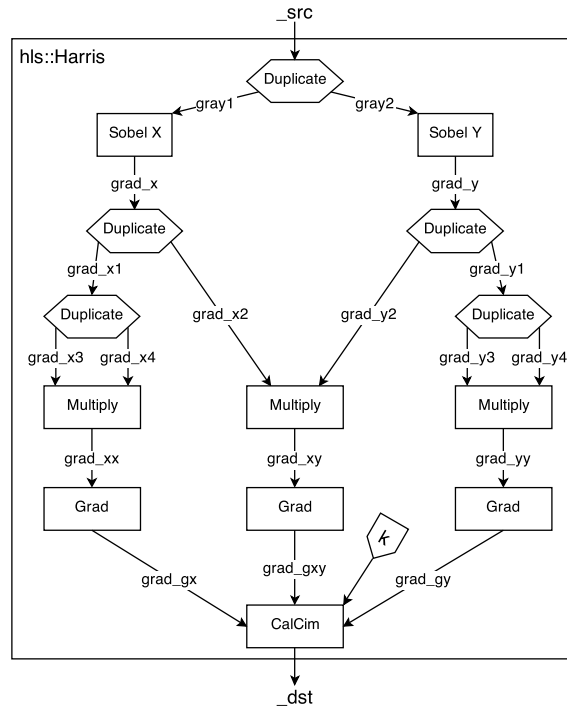 _src
hls::Harris
Duplicate
gray1
gray2
Sobel X
Sobel Y
grad_x
grad_y
Duplicate
Duplicate
grad_x1
grad_y1
Duplicate
grad_x2
grad_y2
Duplicate
grad_x3
grad_x4
grad_y3
grad_y4
Multiply
Multiply
Multiply
grad_xx
grad_xy
grad_yy
Grad
Grad
Grad
k
grad_gx
grad_gxy
grad_gy
CalCim
_dst